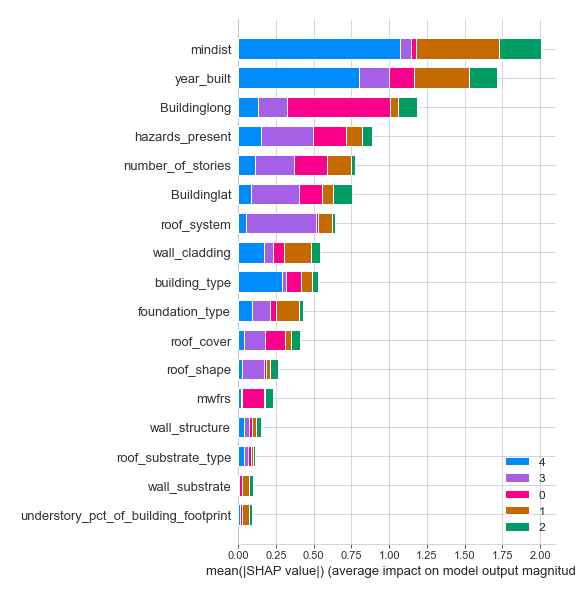 mindist
year_built
Buildinglong
hazards_present
number_of_stories
Buildinglat
roof_system
wall_cladding
building_type
foundation_type
roof_cover
roof_shape
mwfrs
wall_structure
roof_substrate_type
wall_substrate
understory_pct_of_building_footprint
4
3
0
1
2
0.00 0.25 0.50 0.75 1.00 1.25 1.50 1.75 2.00
mean(|SHAP value|) (average impact on model output magnitud